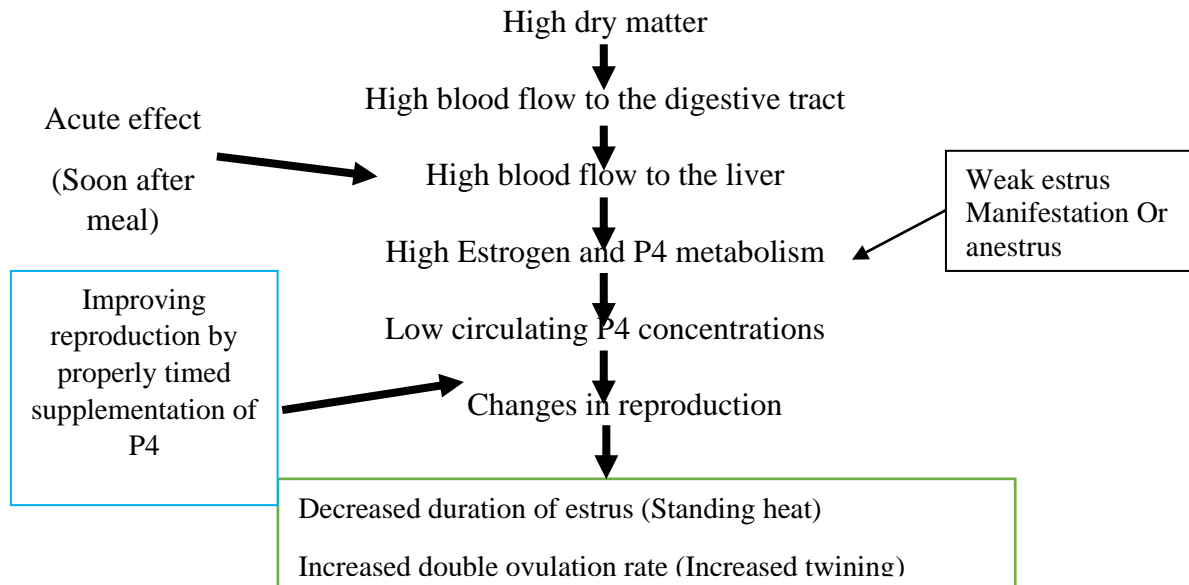 High dry matter
High blood flow to the digestive tract
Acute effect
(Soon after
meal)
High blood flow to the liver
Weak estrus
Manifestation Or
anestrus
High Estrogen and P4 metabolism
Improving
reproduction by
properly timed
supplementation of
P4
Low circulating P4 concentrations
Changes in reproduction
Decreased duration of estrus (Standing heat)
Increased double ovulation rate (Increased twining)